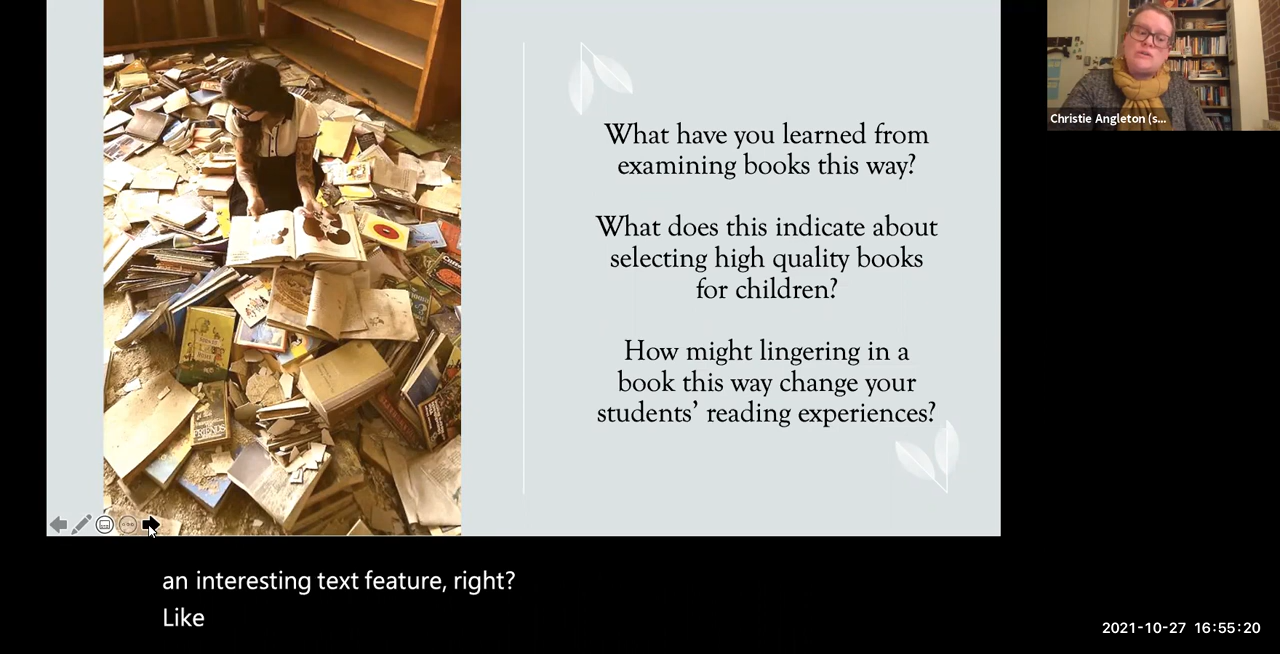 What have you learned from
examining books this way?
What does this indicate about
selecting high quality books
for children?
How might lingering in a
book this way change your
students' reading experiences?
Christie Angleton (s...
FRIENDS
an interesting text feature, right?
Like
2021-10-27 16:55:20